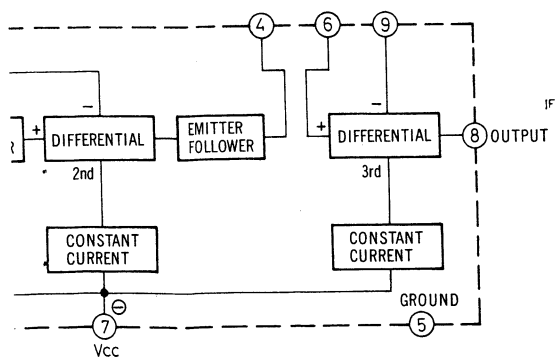 4
6
9
−
−
IF
+
DIFFERENTIAL
EMITTER
FOLLOWER
+
DIFFERENTIAL
8
OUTPUT
2nd
3rd
CONSTANT
CURRENT
CONSTANT
CURRENT
GROUND
⊖
7
5
Vcc